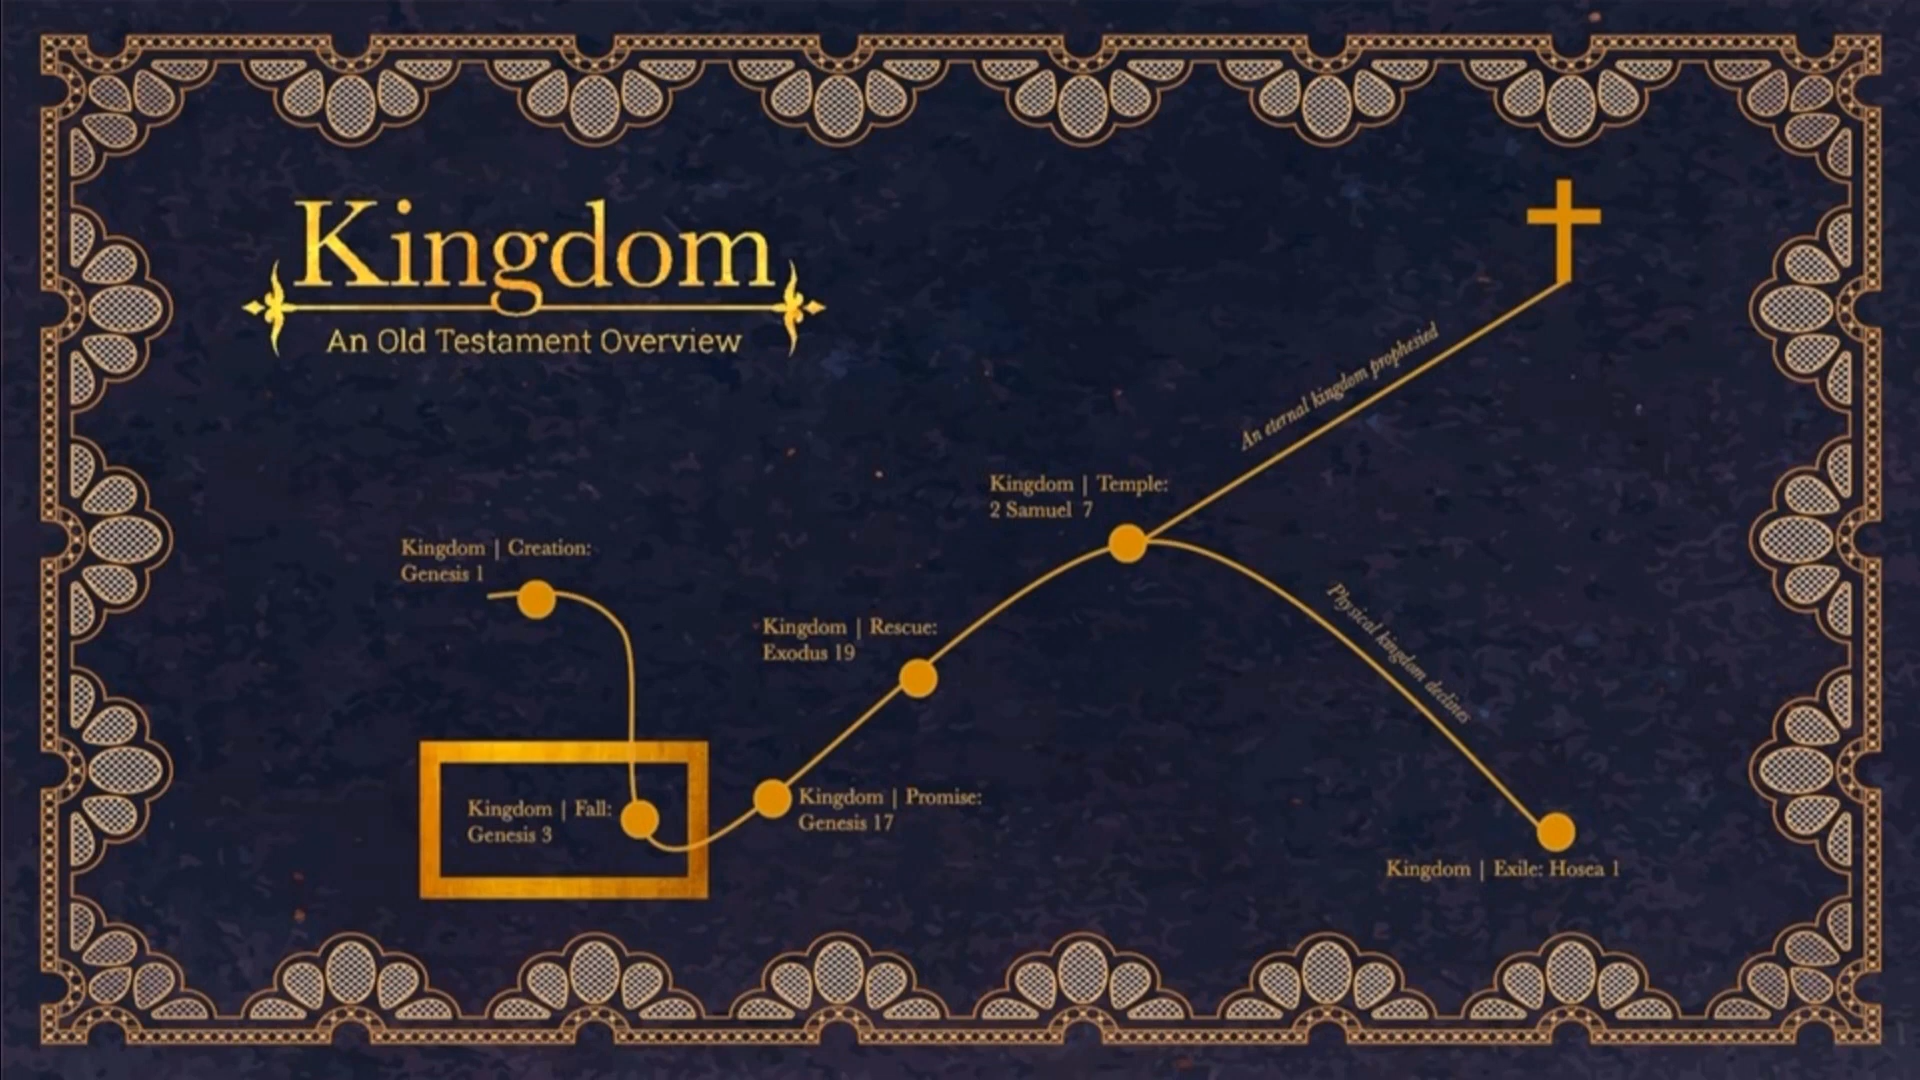 Kingdom
An Old Testament Overview
An eternal kingdom prophesied
Kingdom | Temple:
2 Samuel 7
Kingdom | Creation:
Genesis 1
Kingdom | Rescue:
Exodus 19
Physical kingdom declines
Kingdom | Fall:
Genesis 3
Kingdom | Promise:
Genesis 17
Kingdom | Exile: Hosea 1